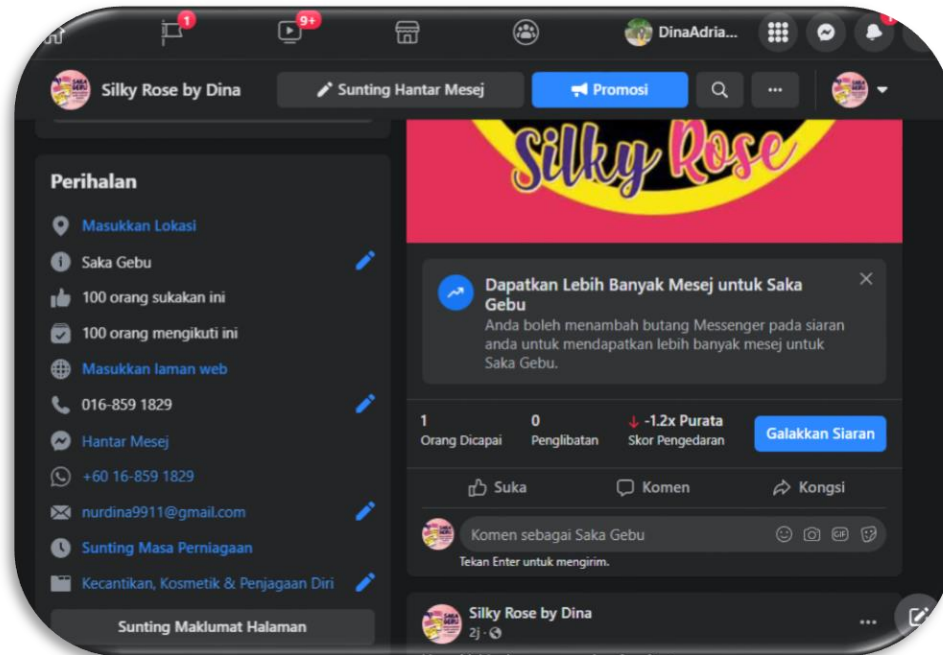 1
9+
DinaAdria...
Silky Rose by Dina
Sunting Hantar Mesej
Promosi
Perihalan
Masukkan Lokasi
Saka Gebu
100 orang sukakan ini
100 orang mengikuti ini
Masukkan laman web
016-859 1829
Hantar Mesej
+60 16-859 1829
nurdina9911@gmail.com
Sunting Masa Perniagaan
Kecantikan, Kosmetik & Penjagaan Diri
Sunting Maklumat Halaman
Silky Rose
Dapatkan Lebih Banyak Mesej untuk Saka
Gebu
Anda boleh menambah butang Messenger pada siaran
anda untuk mendapatkan lebih banyak mesej untuk
Saka Gebu.
1
Orang Dicapai
0
Penglibatan
-1.2x Purata
Skor Pengedaran
Galakkan Siaran
Suka
Komen
Kongsi
Komen sebagai Saka Gebu
GIF
Tekan Enter untuk mengirim.
Silky Rose by Dina
2j ·